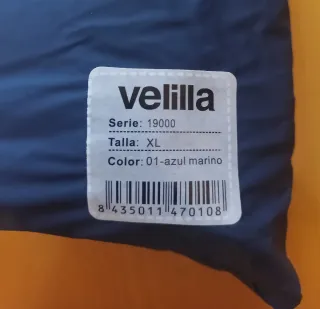 velilla
Serie: 19000
Talla: XL
Color: 01-azul marino
8 435011 470108